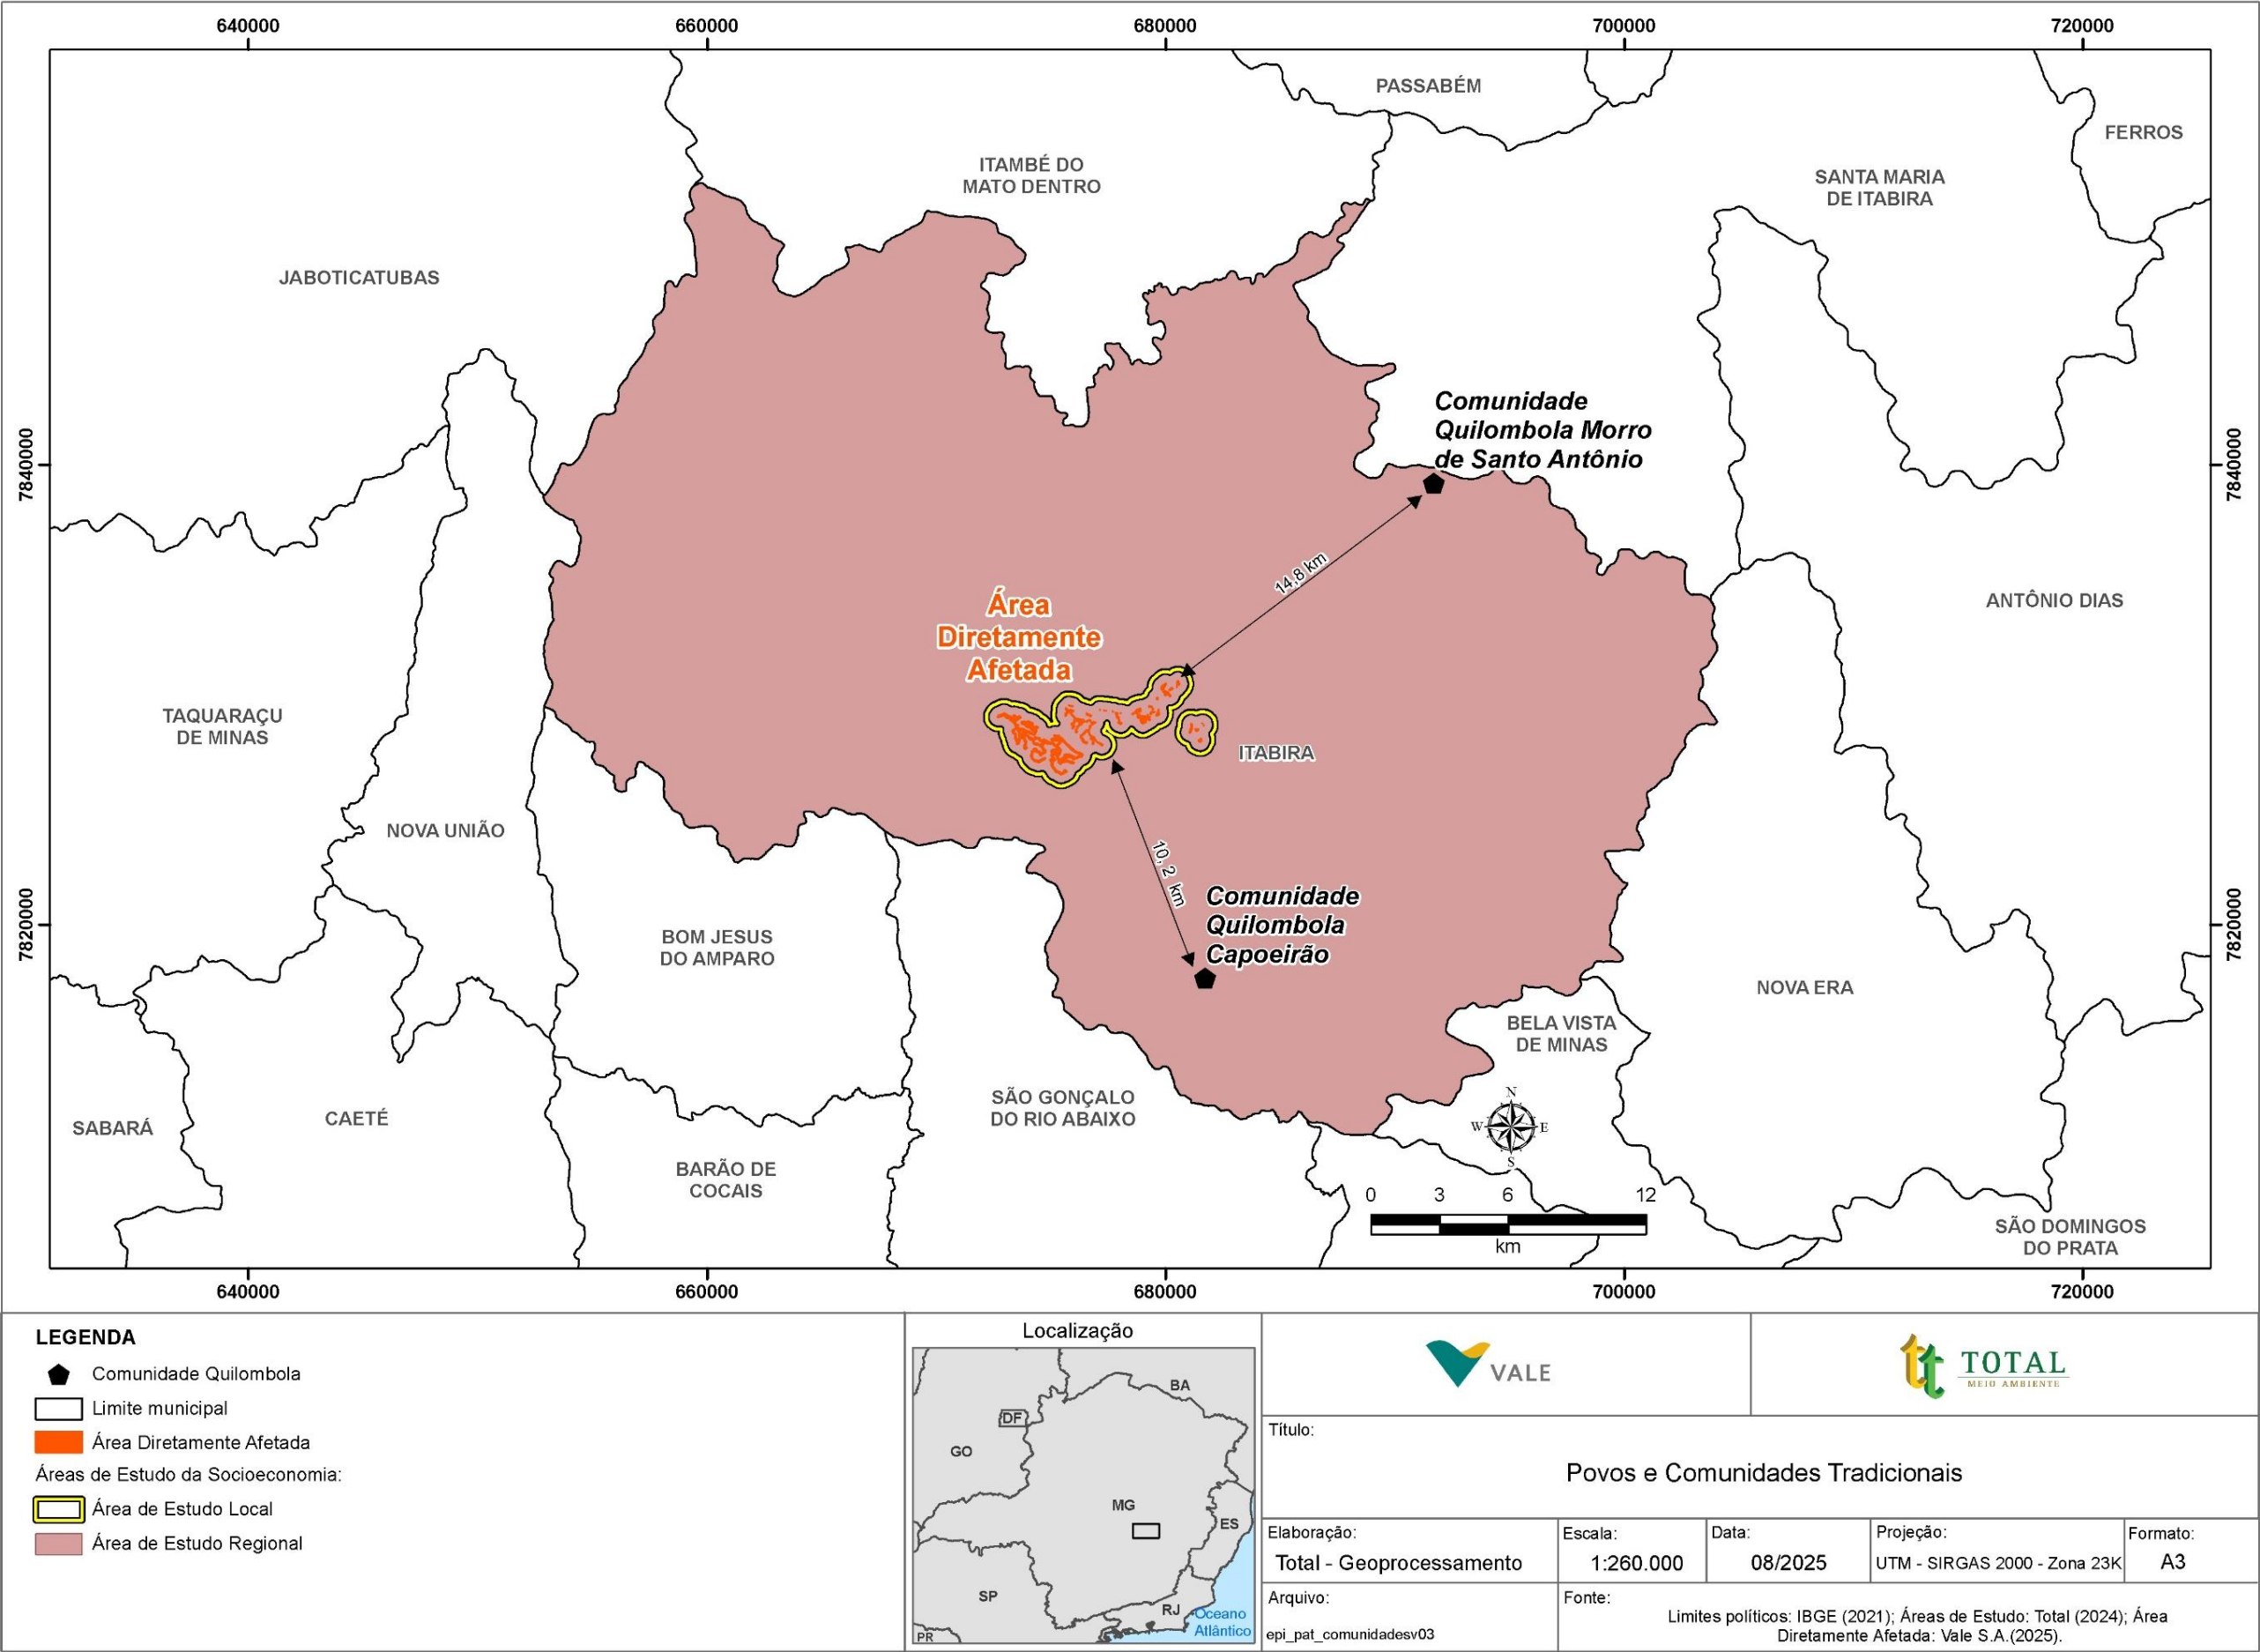 640000
660000
6800000
700000
720000
PASSABÉM
FERROS
ITAMBÉ DO
MATO DENTRO
SANTA MARIA
DE ITABIRA
JABOTICATUBAS
Comunidade
Quilombola Morro
de Santo Antônio
7840000
7840000
14,8 km
Área
Diretamente
Afetada
ANTÔNIO DIAS
TAQUARAÇU
DE MINAS
ITABIRA
NOVA UNIÃO
10, 2 km
Comunidade
Quilombola
Capoeirão
7820000
7820000
BOM JESUS
DO AMPARO
NOVA ERA
BELA VISTA
DE MINAS
SÃO GONÇALO
DO RIO ABAIXO
SABARÁ
CAETÉ
N
W
E
S
BARÃO DE
COCAIS
0 3 6 12
km
SÃO DOMINGOS
DO PRATA
640000
660000
680000
700000
720000
LEGENDA
Comunidade Quilombola
Limite municipal
Área Diretamente Afetada
Áreas de Estudo da Socioeconomia:
Área de Estudo Local
Área de Estudo Regional
Localização
BA
DF
GO
MG
ES
SP
RJ
Oceano
Atlântico
PR
VALE
tt TOTAL
MEIO AMBIENTE
Título:
Povos e Comunidades Tradicionais
Elaboração:
Total - Geoprocessamento
Escala:
1:260.000
Data:
08/2025
Projeção:
UTM - SIRGAS 2000 - Zona 23K
Formato:
A3
Arquivo:
epi_pat_comunidadesv03
Fonte:
Limites políticos: IBGE (2021); Áreas de Estudo: Total (2024); Área
Diretamente Afetada: Vale S.A.(2025).